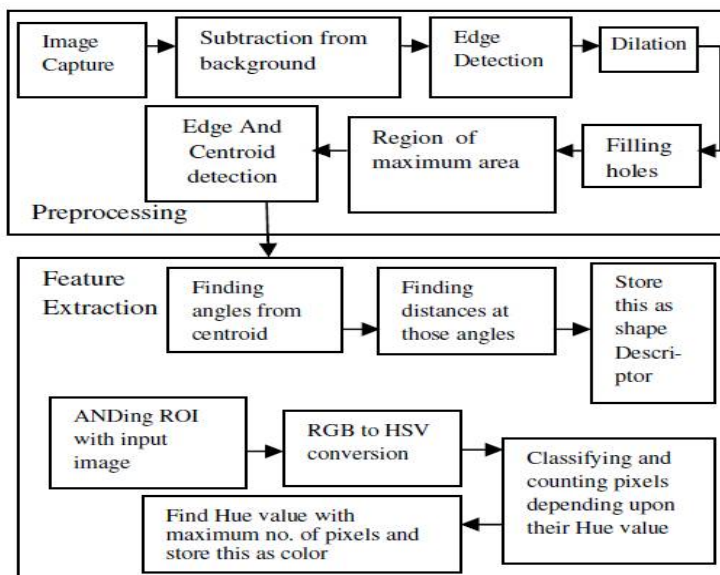 Image
Capture
Subtraction from
background
Edge
Detection
Dilation
Filling
holes
Region of
maximum area
Edge And
Centroid
detection
Preprocessing
Feature
Extraction
Finding
angles from
centroid
Finding
distances at
those angles
Store
this as
shape
Descri-
ptor
ANDing ROI
with input
image
RGB to HSV
conversion
Classifying and
counting pixels
depending upon
their Hue value
Find Hue value with
maximum no. of pixels and
store this as color